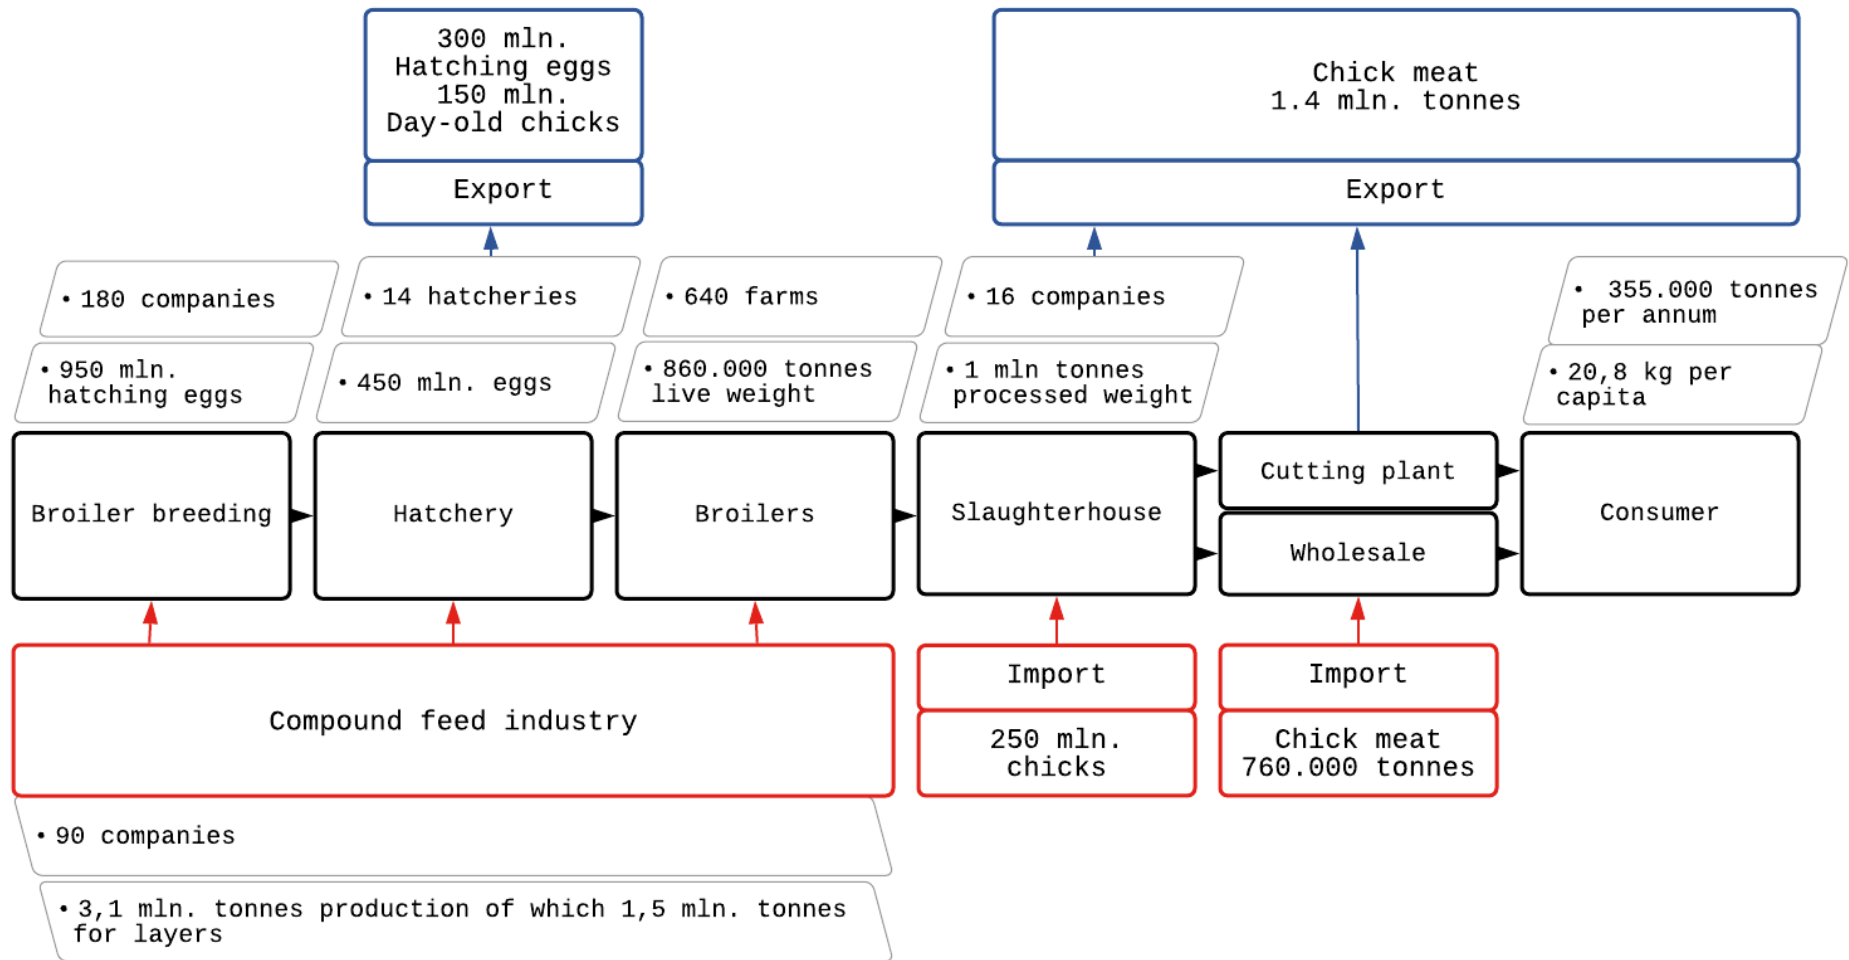 300 mln.
Hatching eggs
150 mln.
Day-old chicks
Export
Chick meat
1.4 mln. tonnes
Export
• 180 companies
• 14 hatcheries
• 640 farms
• 16 companies
• 355.000 tonnes
per annum
• 950 mln.
hatching eggs
• 450 mln. eggs
• 860.000 tonnes
live weight
• 1 mln tonnes
processed weight
• 20,8 kg per
capita
Broiler breeding
Hatchery
Broilers
Slaughterhouse
Cutting plant
Wholesale
Consumer
Compound feed industry
Import
250 mln.
chicks
Import
Chick meat
760.000 tonnes
• 90 companies
• 3,1 mln. tonnes production of which 1,5 mln. tonnes
for layers